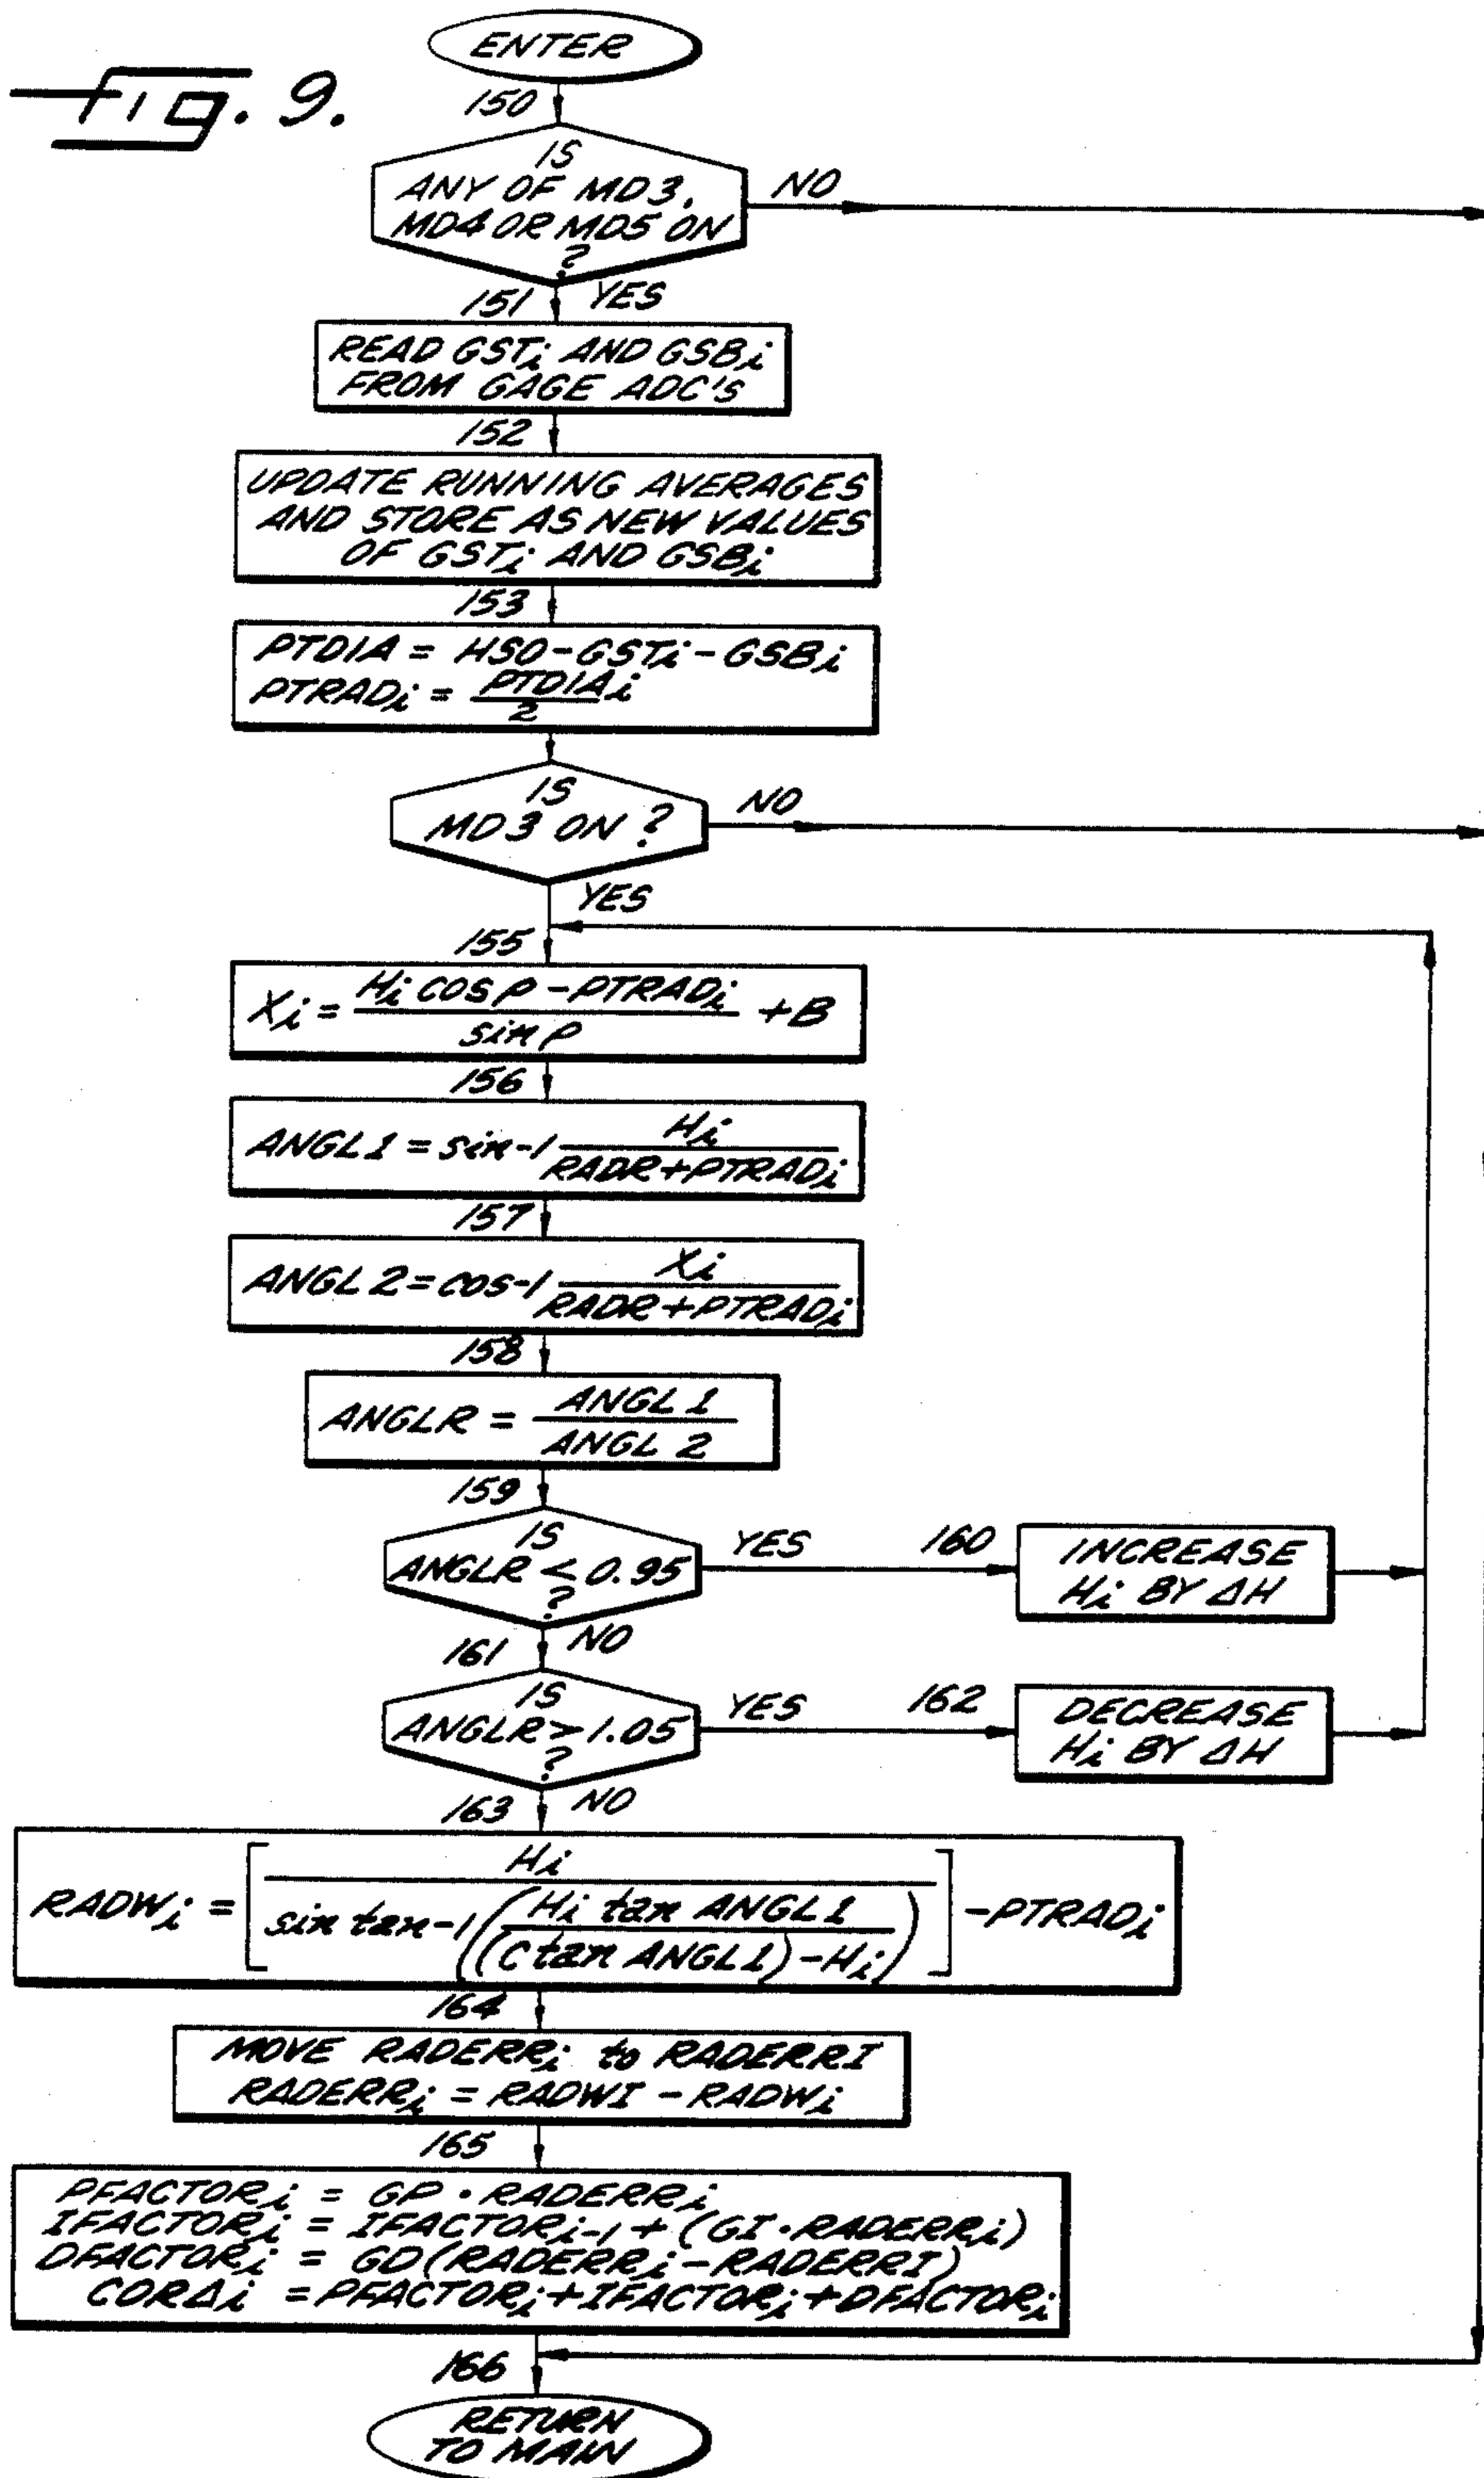 Fig. 9.
ENTER
150
IS
ANY OF MD3,
MD4 OR MD5 ON
?
NO
151 YES
READ GSTi AND GSBi
FROM GAGE ADC'S
152
UPDATE RUNNING AVERAGES
AND STORE AS NEW VALUES
OF GSTi AND GSBi
153
PTDIA = HSO-GSTi-GSBi
PTRADi = PTDIAi
2
IS
MD3 ON ?
NO
YES
155
Xi = Hi COS ρ - PTRADi + B
sin ρ
156
ANGL1 = sin-1 Hi
RADR+PTRADi
157
ANGL2 = cos-1 Xi
RADR+PTRADi
158
ANGLR = ANGL1
ANGL2
159
IS
ANGLR < 0.95
?
YES
160
INCREASE
Hi BY ΔH
161 NO
IS
ANGLR > 1.05
?
YES
162
DECREASE
Hi BY ΔH
163 NO
RADWi = [ Hi ] -PTRADi
sin tan-1 ( Hi tan ANGL1 )
(C tan ANGL1) -Hi
164
MOVE RADERRi to RADERRI
RADERRi = RADWI - RADWi
165
PFACTORi = GP · RADERRi
IFACTORi = IFACTORi-1 + (GI·RADERRi)
DFACTORi = GD(RADERRi-RADERRI)
CORΔi = PFACTORi+IFACTORi+DFACTORi
166
RETURN
TO MAIN